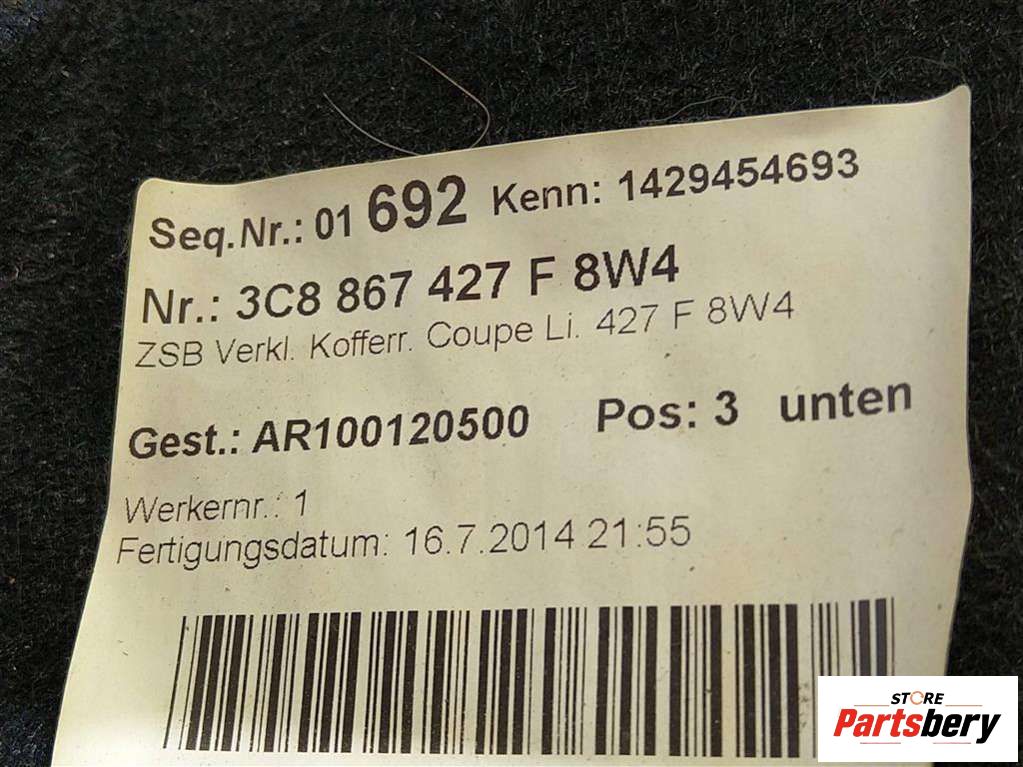 Seq.Nr.: 01 692 Kenn: 1429454693
Nr.: 3C8 867 427 F 8W4
ZSB Verkl. Kofferr. Coupe Li. 427 F 8W4
Gest.: AR100120500 Pos: 3 unten
Werkernr.: 1
Fertigungsdatum: 16.7.2014 21:55
STORE
Partsbery